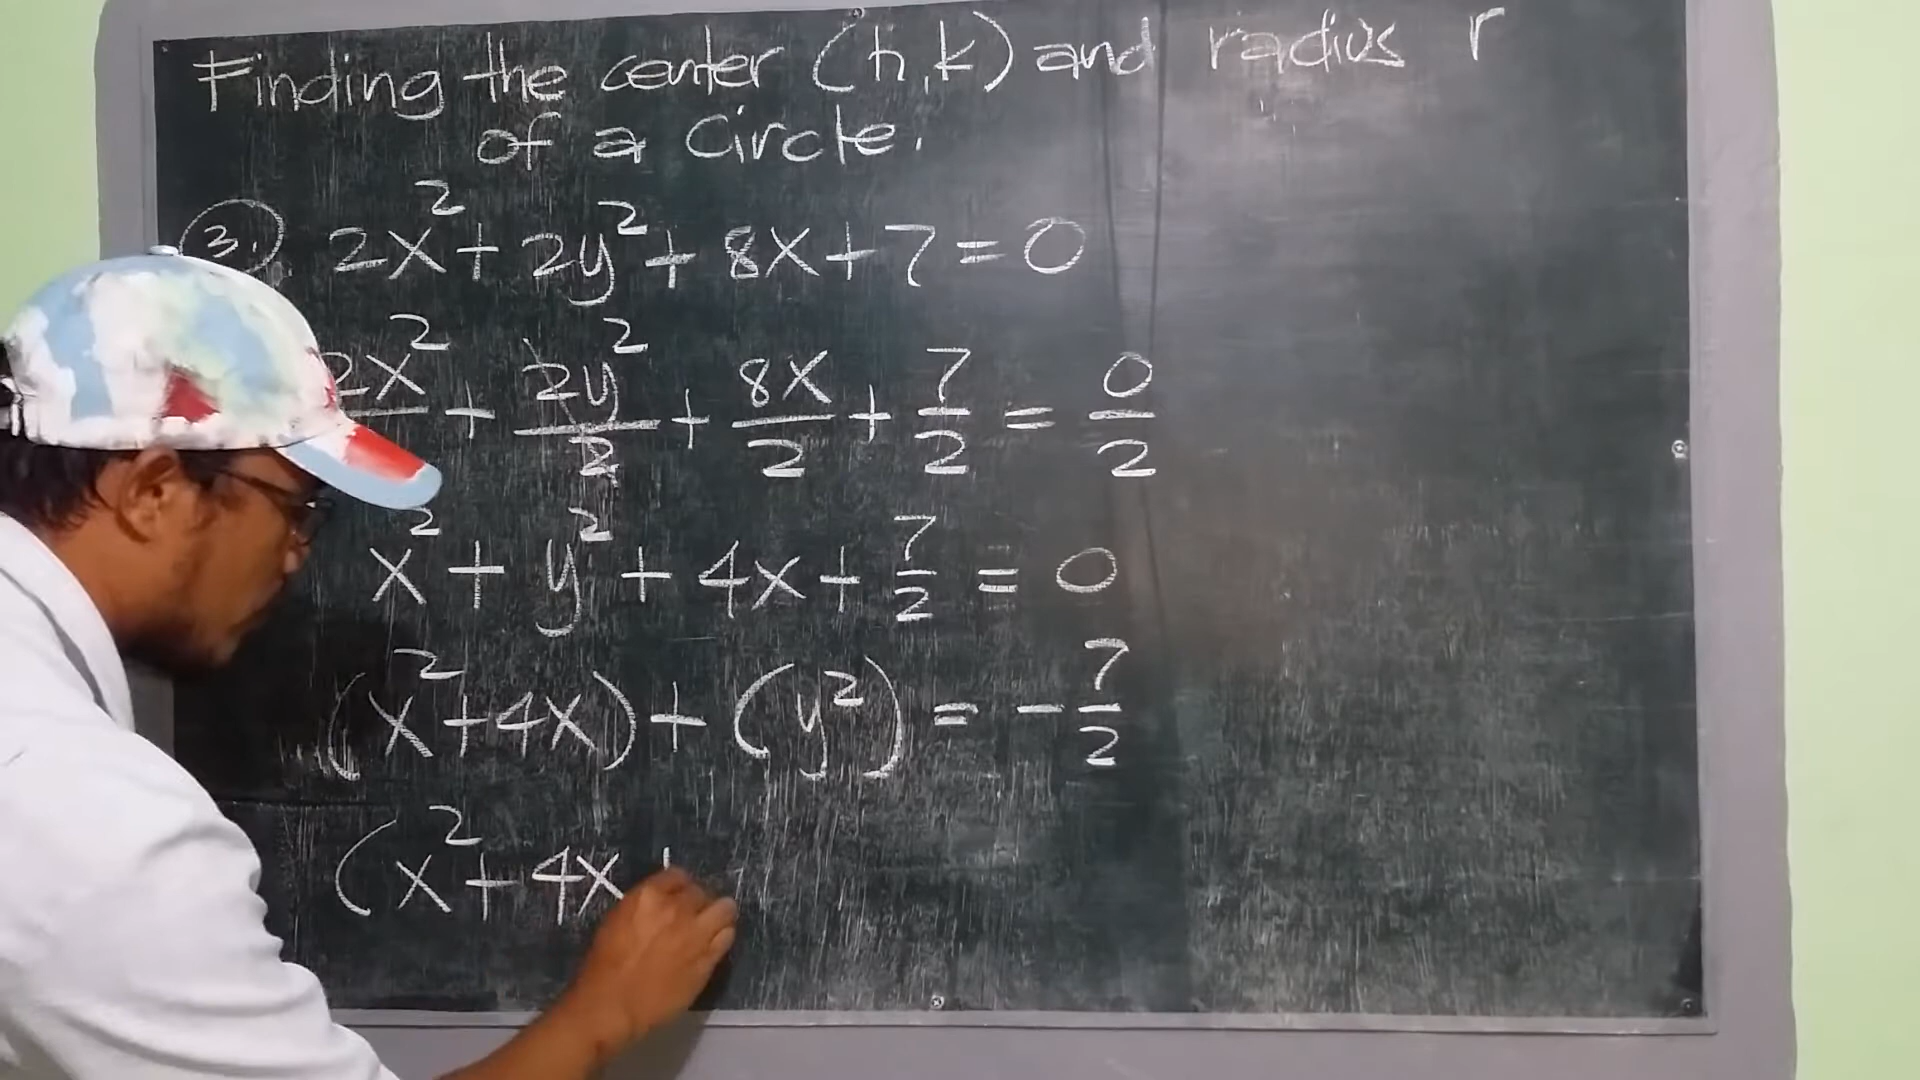 Finding the center (h,k) and radius r
of a Circle.
3. 2x² + 2y² + 8x + 7 = 0
2x² + 2y²/2 + 8x/2 + 7/2 = 0/2
x² + y² + 4x + 7/2 = 0
(x² + 4x) + (y²) = - 7/2
(x² + 4x